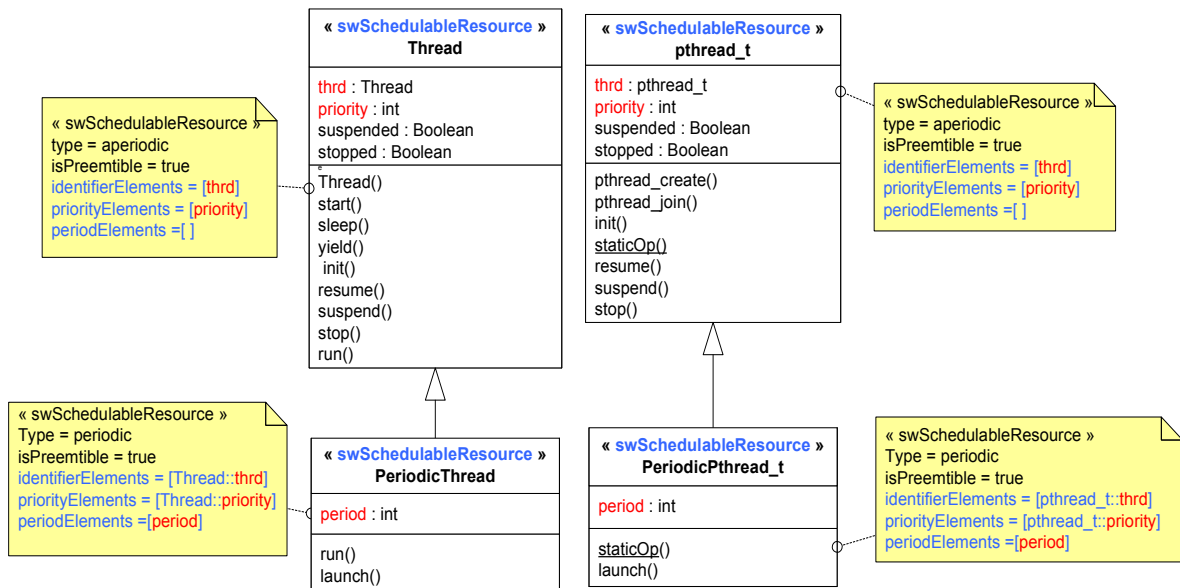 « swSchedulableResource »
Thread
thrd : Thread
priority : int
suspended : Boolean
stopped : Boolean
e
Thread()
start()
sleep()
yield()
init()
resume()
suspend()
stop()
run()
« swSchedulableResource »
pthread_t
thrd : pthread_t
priority : int
suspended : Boolean
stopped : Boolean
pthread_create()
pthread_join()
init()
staticOp()
resume()
suspend()
stop()
« swSchedulableResource »
type = aperiodic
isPreemtible = true
identifierElements = [thrd]
priorityElements = [priority]
periodElements =[ ]
« swSchedulableResource »
type = aperiodic
isPreemtible = true
identifierElements = [thrd]
priorityElements = [priority]
periodElements =[ ]
« swSchedulableResource »
Type = periodic
isPreemtible = true
identifierElements = [Thread::thrd]
priorityElements = [Thread::priority]
periodElements =[period]
« swSchedulableResource »
PeriodicThread
period : int
run()
launch()
« swSchedulableResource »
PeriodicPthread_t
period : int
staticOp()
launch()
« swSchedulableResource »
Type = periodic
isPreemtible = true
identifierElements = [pthread_t::thrd]
priorityElements = [pthread_t::priority]
periodElements =[period]